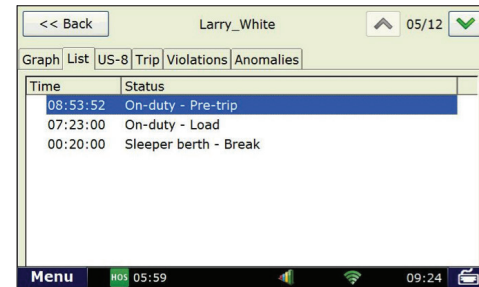 << Back Larry_White 05/12
Graph List US-8 Trip Violations Anomalies
Time Status
08:53:52 On-duty - Pre-trip
07:23:00 On-duty - Load
00:20:00 Sleeper berth - Break
Menu HOS 05:59 09:24